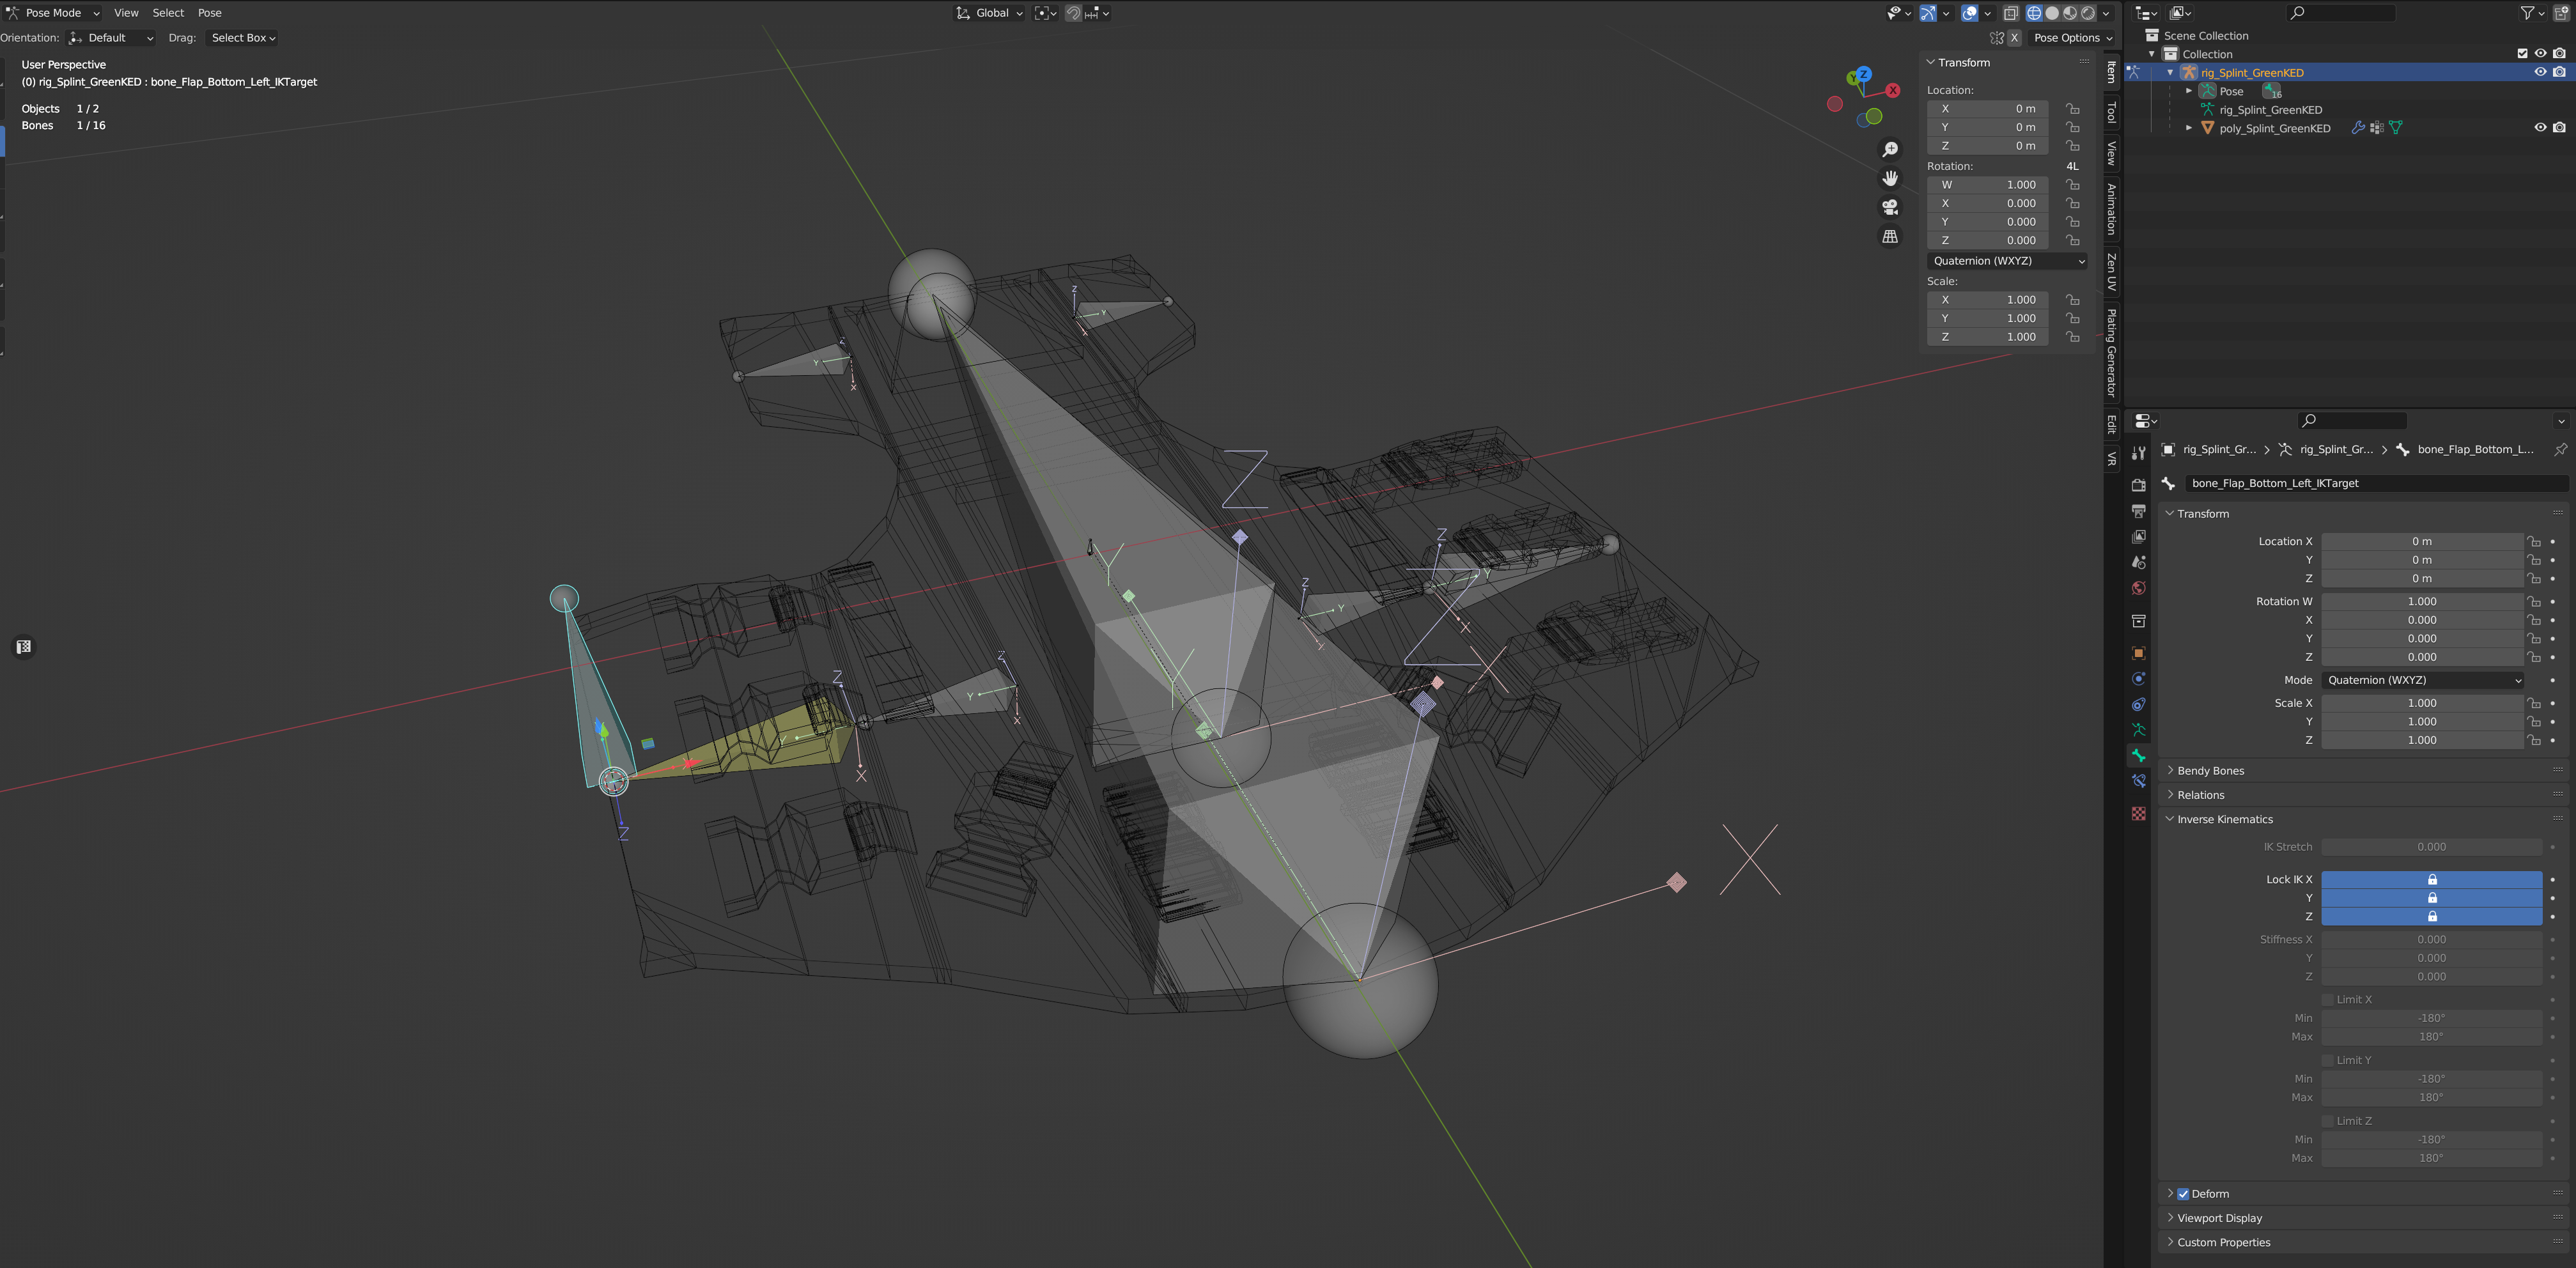 Pose Mode View Select Pose Global
Orientation: Default Drag: Select Box X Pose Options
User Perspective
(0) rig_Splint_GreenKED : bone_Flap_Bottom_Left_IKTarget
Objects 1 / 2
Bones 1 / 16
Z
Y
X
Transform
Location:
X 0 m
Y 0 m
Z 0 m
Rotation: 4L
W 1.000
X 0.000
Y 0.000
Z 0.000
Quaternion (WXYZ)
Scale:
X 1.000
Y 1.000
Z 1.000
Item
Tool
View
Animation
Zen UV
Plating Generator
Edit
VR
Scene Collection
Collection
rig_Splint_GreenKED
Pose 16
rig_Splint_GreenKED
poly_Splint_GreenKED
rig_Splint_Gr... rig_Splint_Gr... bone_Flap_Bottom_L...
bone_Flap_Bottom_Left_IKTarget
Transform
Location X 0 m
Y 0 m
Z 0 m
Rotation W 1.000
X 0.000
Y 0.000
Z 0.000
Mode Quaternion (WXYZ)
Scale X 1.000
Y 1.000
Z 1.000
Bendy Bones
Relations
Inverse Kinematics
IK Stretch 0.000
Lock IK X
Y
Z
Stiffness X 0.000
Y 0.000
Z 0.000
Limit X
Min -180°
Max 180°
Limit Y
Min -180°
Max 180°
Limit Z
Min -180°
Max 180°
Deform
Viewport Display
Custom Properties